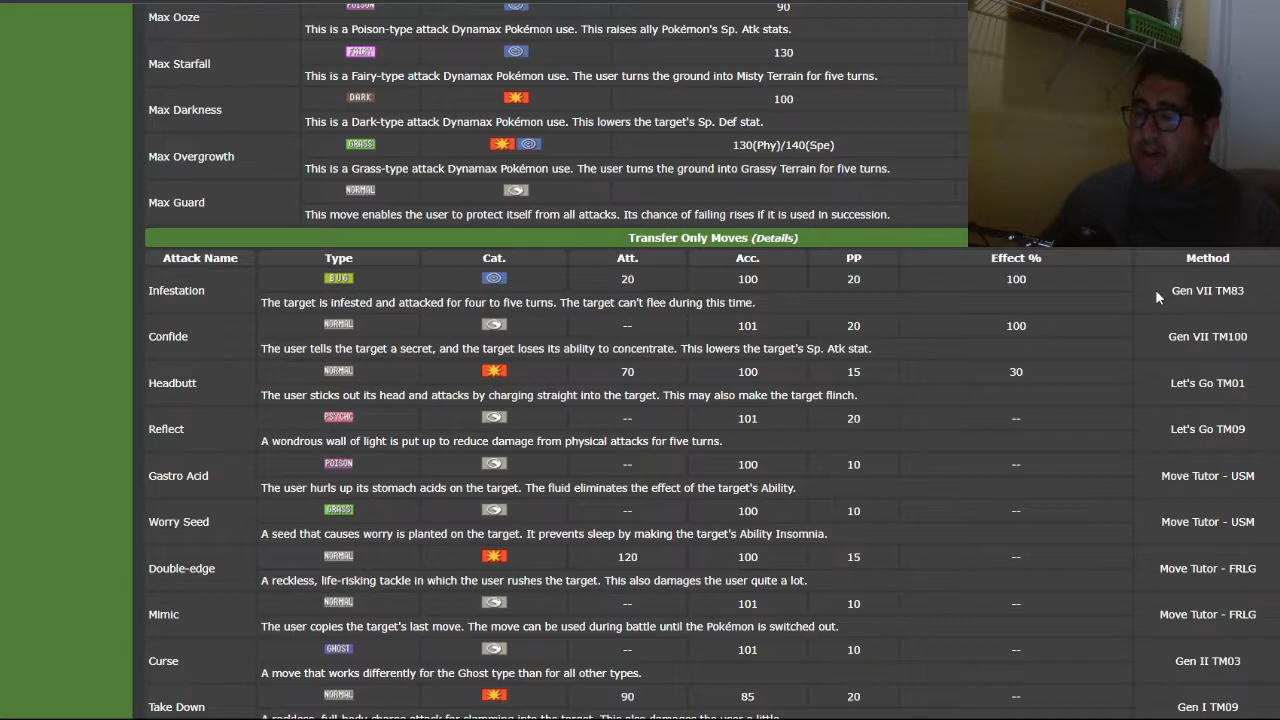 Max Ooze POISON 90
This is a Poison-type attack Dynamax Pokémon use. This raises ally Pokémon's Sp. Atk stats.
Max Starfall FAIRY 130
This is a Fairy-type attack Dynamax Pokémon use. The user turns the ground into Misty Terrain for five turns.
Max Darkness DARK 100
This is a Dark-type attack Dynamax Pokémon use. This lowers the target's Sp. Def stat.
Max Overgrowth GRASS 130(Phy)/140(Spe)
This is a Grass-type attack Dynamax Pokémon use. The user turns the ground into Grassy Terrain for five turns.
Max Guard NORMAL
This move enables the user to protect itself from all attacks. Its chance of failing rises if it is used in succession.
Transfer Only Moves (Details)
Attack Name Type Cat. Att. Acc. PP Effect % Method
Infestation BUG 20 100 20 100 Gen VII TM83
The target is infested and attacked for four to five turns. The target can't flee during this time.
Confide NORMAL -- 101 20 100 Gen VII TM100
The user tells the target a secret, and the target loses its ability to concentrate. This lowers the target's Sp. Atk stat.
Headbutt NORMAL 70 100 15 30 Let's Go TM01
The user sticks out its head and attacks by charging straight into the target. This may also make the target flinch.
Reflect PSYCHC -- 101 20 -- Let's Go TM09
A wondrous wall of light is put up to reduce damage from physical attacks for five turns.
Gastro Acid POISON -- 100 10 -- Move Tutor - USM
The user hurls up its stomach acids on the target. The fluid eliminates the effect of the target's Ability.
Worry Seed GRASS -- 100 10 -- Move Tutor - USM
A seed that causes worry is planted on the target. It prevents sleep by making the target's Ability Insomnia.
Double-edge NORMAL 120 100 15 -- Move Tutor - FRLG
A reckless, life-risking tackle in which the user rushes the target. This also damages the user quite a lot.
Mimic NORMAL -- 101 10 -- Move Tutor - FRLG
The user copies the target's last move. The move can be used during battle until the Pokémon is switched out.
Curse GHOST -- 101 10 -- Gen II TM03
A move that works differently for the Ghost type than for all other types.
Take Down NORMAL 90 85 20 -- Gen I TM09
A reckless, full-body charge attack for slamming into the target. This also damages the user a little.